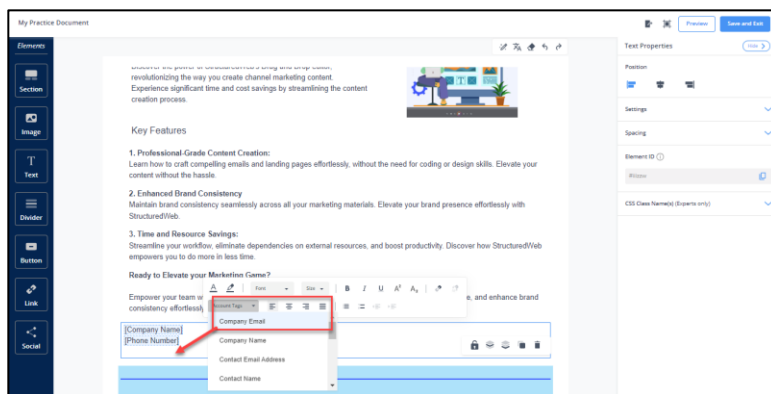 My Practice Document
Preview
Save and Exit
Elements
Text Properties
Hide
Section
Image
Text
Divider
Button
Link
Social
revolutionizing the way you create channel marketing content.
Experience significant time and cost savings by streamlining the content
creation process.
Key Features
1. Professional-Grade Content Creation:
Learn how to craft compelling emails and landing pages effortlessly, without the need for coding or design skills. Elevate your
content without the hassle.
2. Enhanced Brand Consistency
Maintain brand consistency seamlessly across all your marketing materials. Elevate your brand presence effortlessly with
StructuredWeb.
3. Time and Resource Savings:
Streamline your workflow, eliminate dependencies on external resources, and boost productivity. Discover how StructuredWeb
empowers you to do more in less time.
Ready to Elevate your Marketing Game?
Font
Size
Empower your team w
e, and enhance brand
consistency effortlessly
Account Tags
Company Email
Company Name
Contact Email Address
Contact Name
[Company Name]
[Phone Number]
Position
Settings
Spacing
Element ID
CSS Class Name(s) (Experts only)